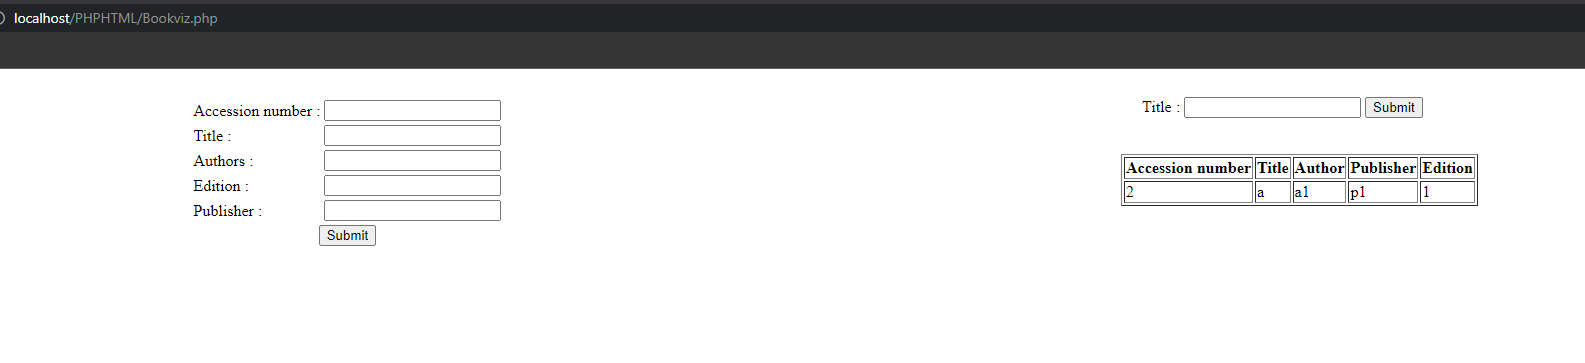 localhost/PHPHTML/Bookviz.php
Accession number :
Title :
Authors :
Edition :
Publisher :
Submit
Title : Submit
Accession number Title Author Publisher Edition
2 a a1 p1 1